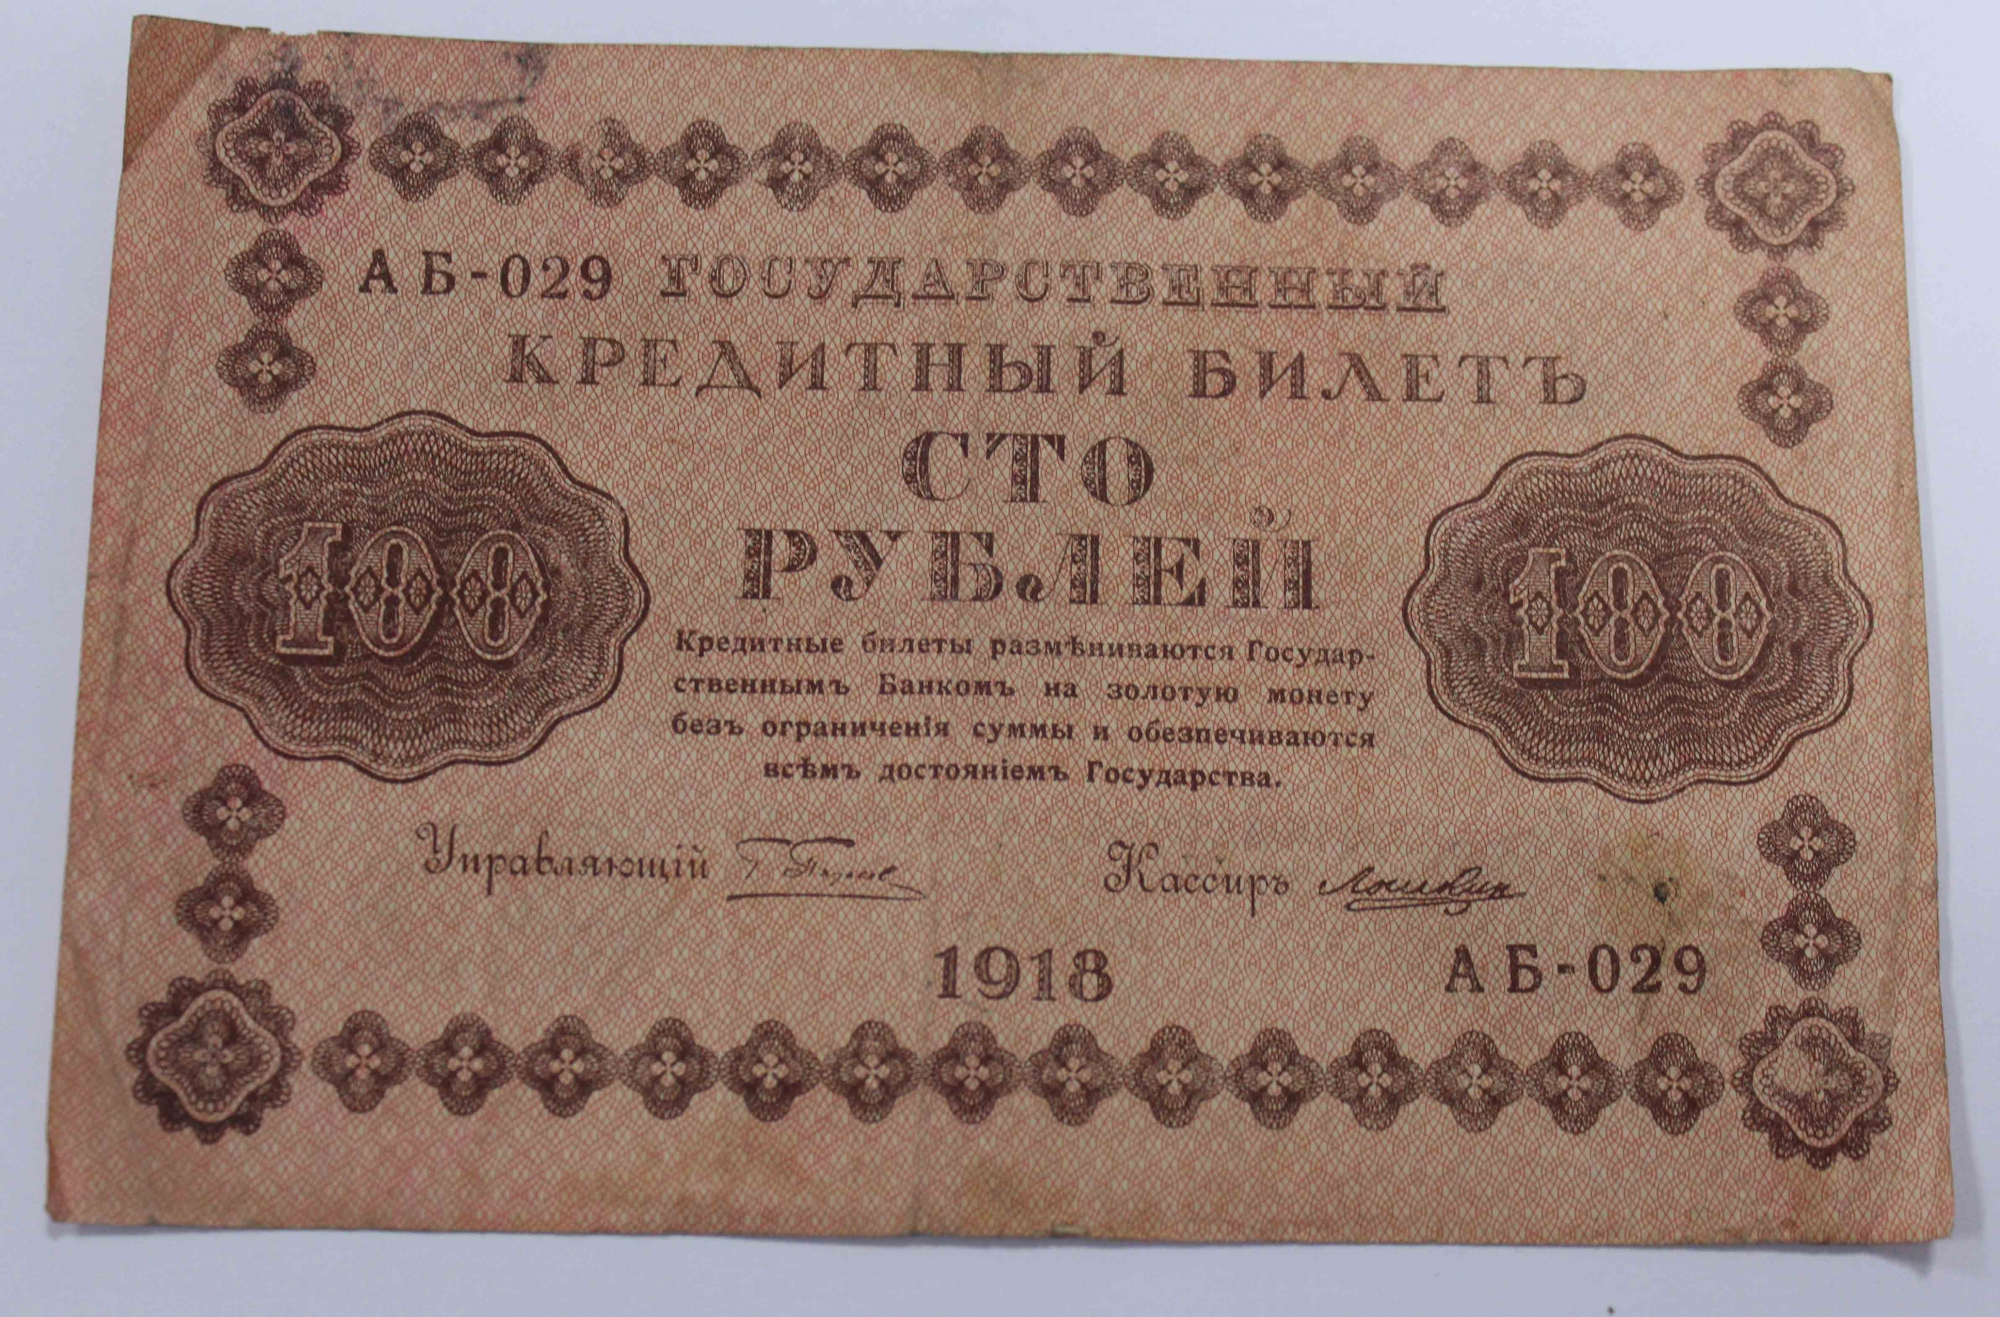 АБ-029 ГОСУДАРСТВЕННЫЙ
КРЕДИТНЫЙ БИЛЕТЪ
СТО
РУБЛЕЙ
100
100
Кредитные билеты размѣниваются Государ-
ственнымъ Банкомъ на золотую монету
безъ ограниченія суммы и обезпечиваются
всѣмъ достояніемъ Государства.
Управляющій Кассиръ
1918 АБ-029